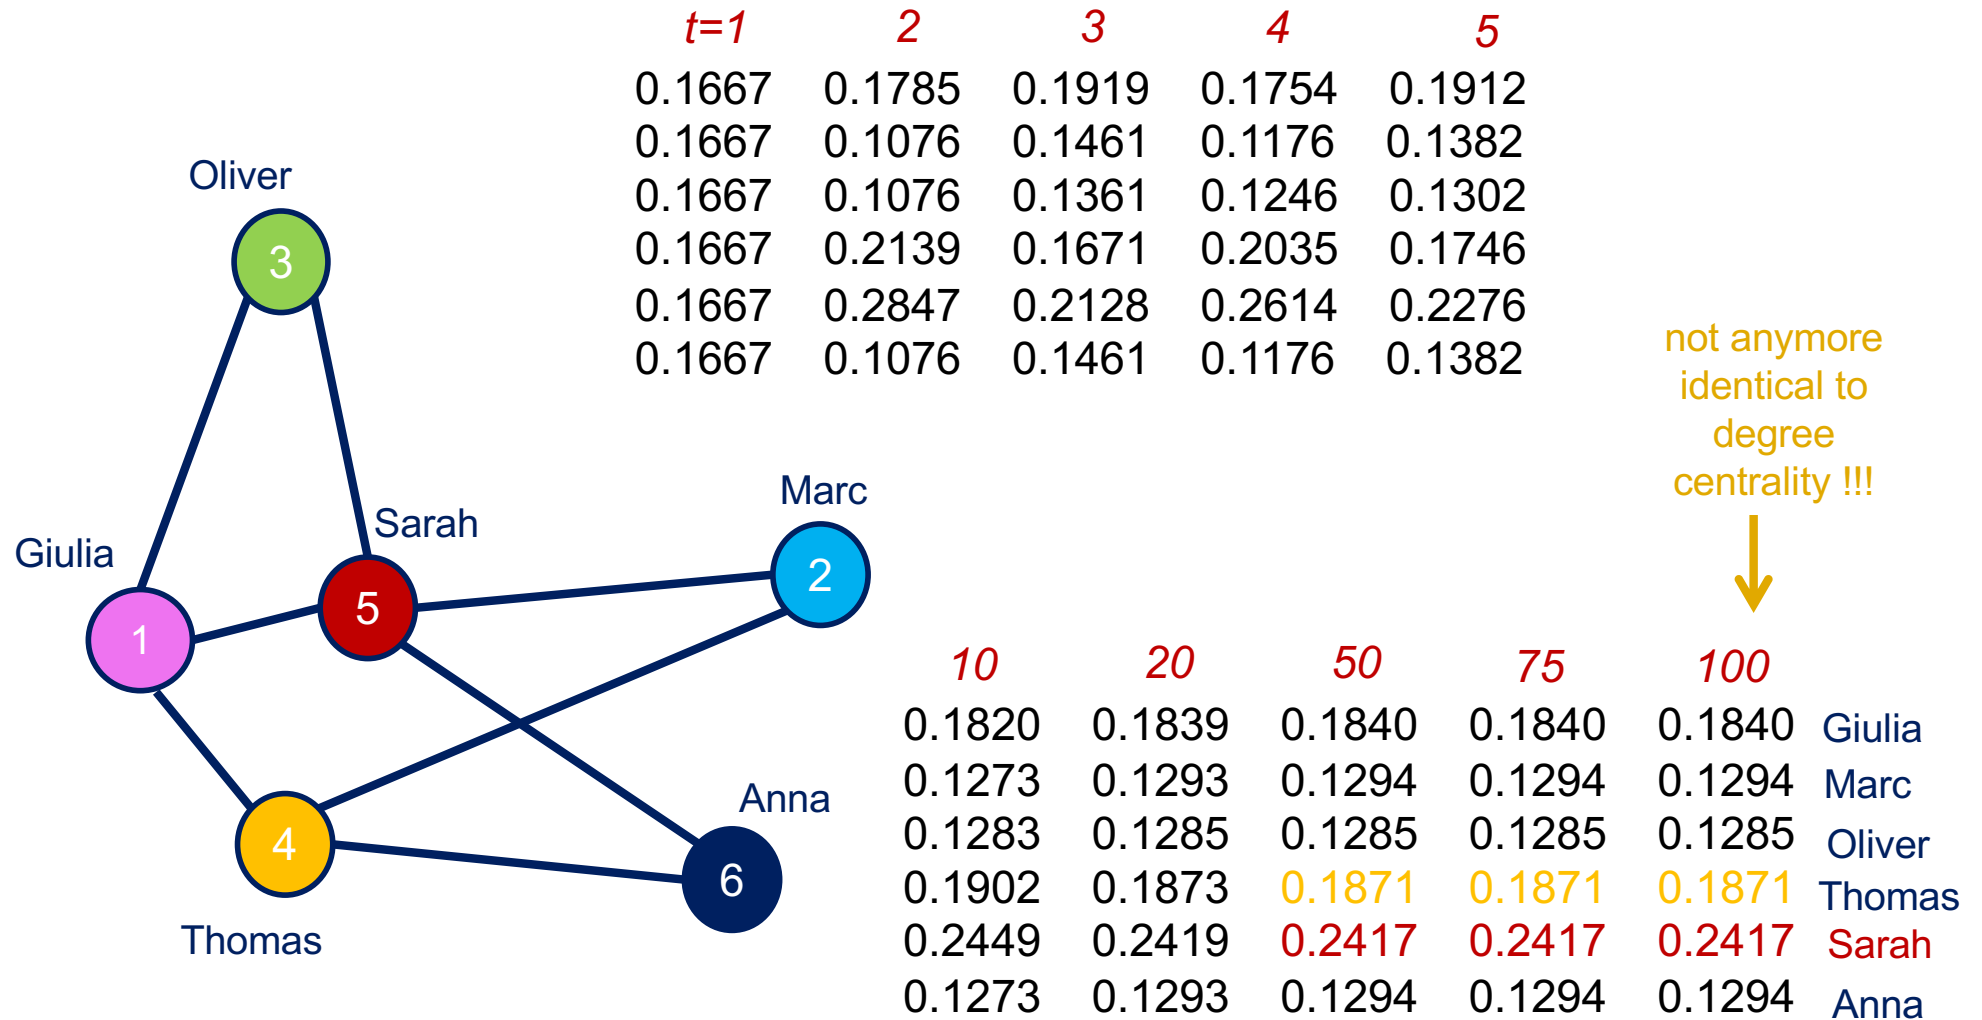 t=1 2 3 4 5
0.1667 0.1785 0.1919 0.1754 0.1912
0.1667 0.1076 0.1461 0.1176 0.1382
0.1667 0.1076 0.1361 0.1246 0.1302
0.1667 0.2139 0.1671 0.2035 0.1746
0.1667 0.2847 0.2128 0.2614 0.2276
0.1667 0.1076 0.1461 0.1176 0.1382
Oliver
3
Sarah
5
Giulia
1
Marc
2
Anna
6
4
Thomas
not anymore
identical to
degree
centrality !!!
10 20 50 75 100
0.1820 0.1839 0.1840 0.1840 0.1840 Giulia
0.1273 0.1293 0.1294 0.1294 0.1294 Marc
0.1283 0.1285 0.1285 0.1285 0.1285 Oliver
0.1902 0.1873 0.1871 0.1871 0.1871 Thomas
0.2449 0.2419 0.2417 0.2417 0.2417 Sarah
0.1273 0.1293 0.1294 0.1294 0.1294 Anna